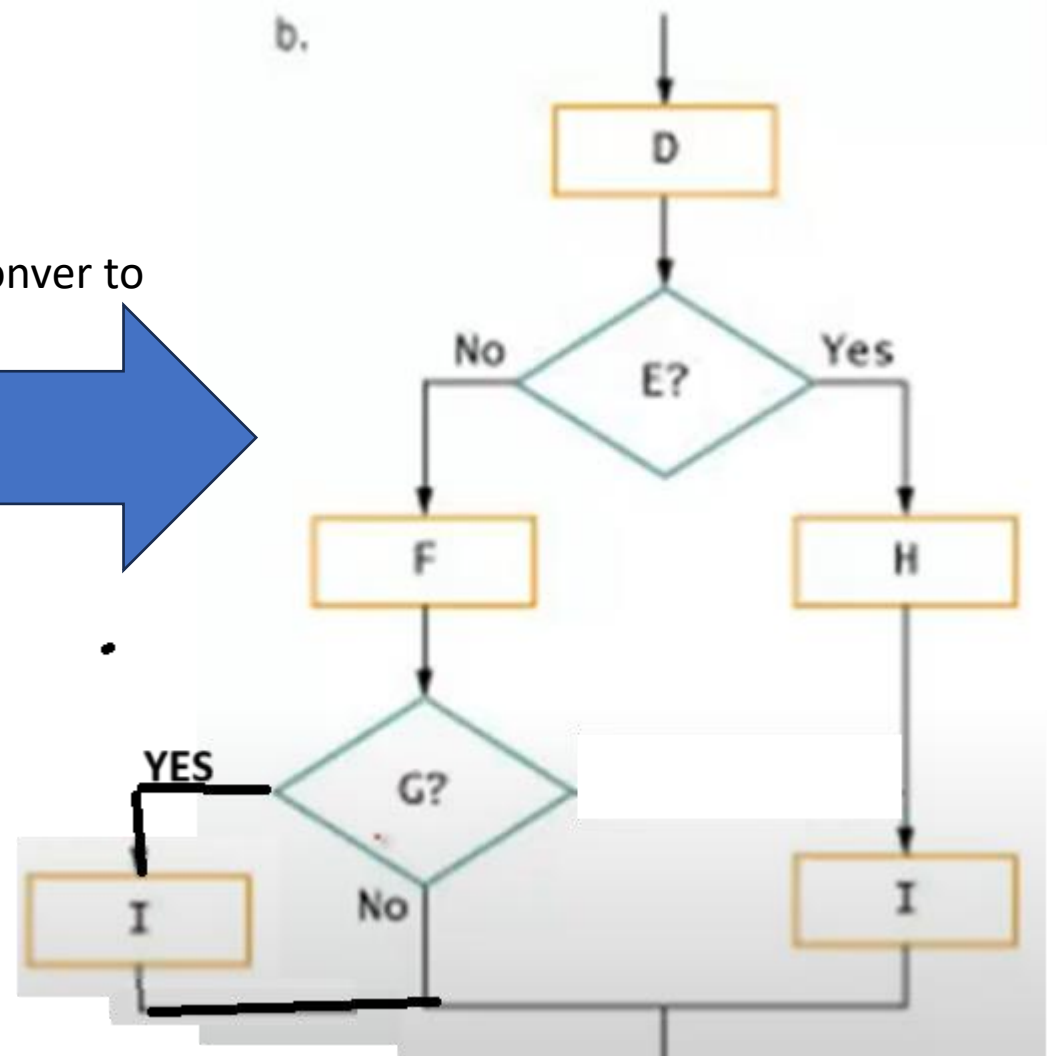 b.
D
onver to
No
Yes
E?
F
H
YES
G?
I
No
I